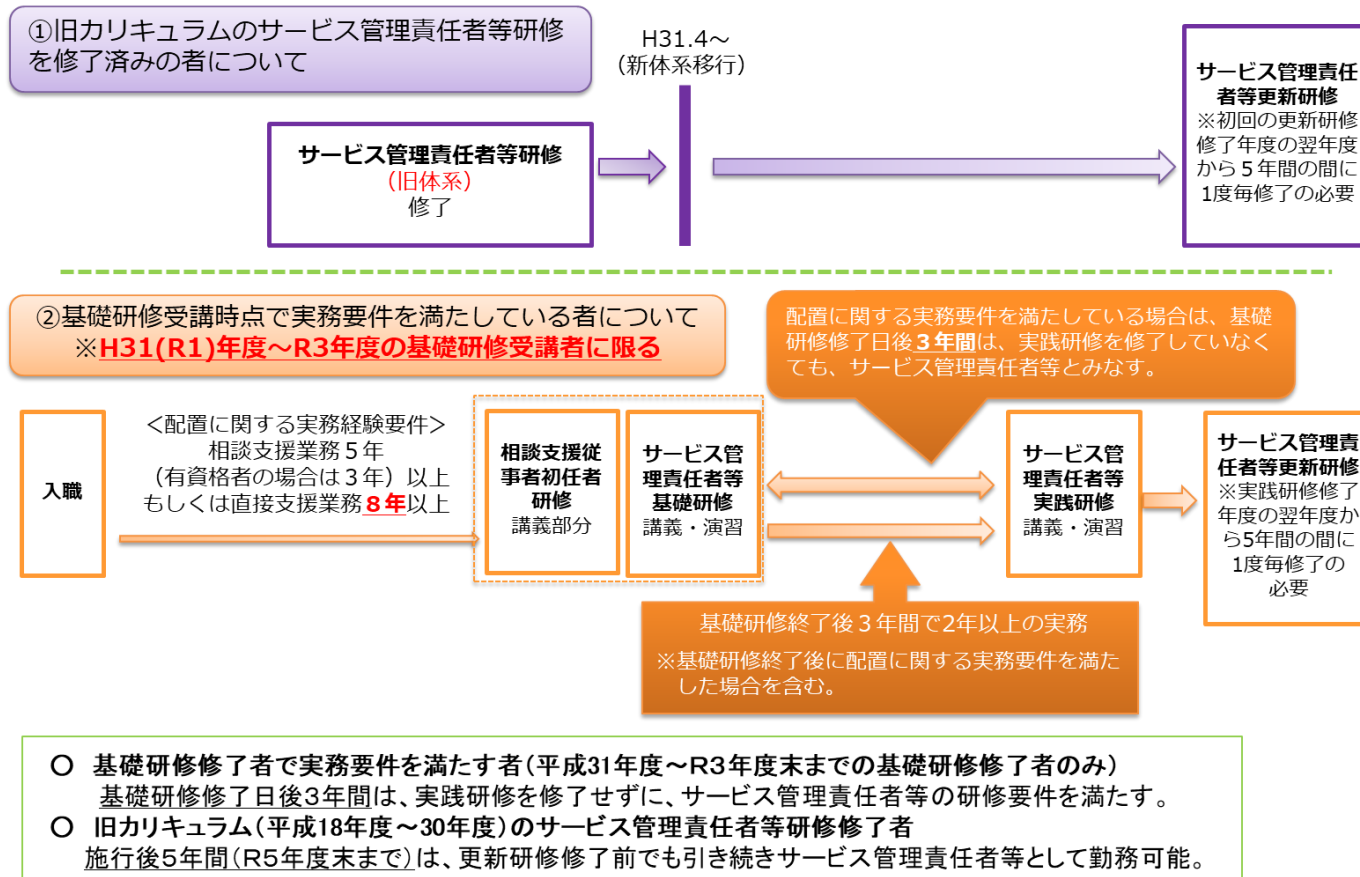 ①旧カリキュラムのサービス管理責任者等研修
を修了済みの者について
H31.4～
（新体系移行）
サービス管理責任者等研修
（旧体系）
修了
サービス管理責任
者等更新研修
※初回の更新研修
修了年度の翌年度
から５年間の間に
1度毎修了の必要
②基礎研修受講時点で実務要件を満たしている者について
※H31(R1)年度～R3年度の基礎研修受講者に限る
配置に関する実務要件を満たしている場合は、基礎
研修修了日後３年間は、実践研修を修了していなく
ても、サービス管理責任者等とみなす。
入職
＜配置に関する実務経験要件＞
相談支援業務５年
（有資格者の場合は３年）以上
もしくは直接支援業務８年以上
相談支援従
事者初任者
研修
講義部分
サービス管
理責任者等
基礎研修
講義・演習
サービス管
理責任者等
実践研修
講義・演習
サービス管理責
任者等更新研修
※実践研修修了
年度の翌年度か
ら5年間の間に
1度毎修了の
必要
基礎研修終了後３年間で2年以上の実務
※基礎研修終了後に配置に関する実務要件を満た
した場合を含む。
○ 基礎研修修了者で実務要件を満たす者(平成31年度～R3年度末までの基礎研修修了者のみ)
基礎研修修了日後3年間は、実践研修を修了せずに、サービス管理責任者等の研修要件を満たす。
○ 旧カリキュラム(平成18年度～30年度)のサービス管理責任者等研修修了者
施行後5年間(R5年度末まで)は、更新研修修了前でも引き続きサービス管理責任者等として勤務可能。